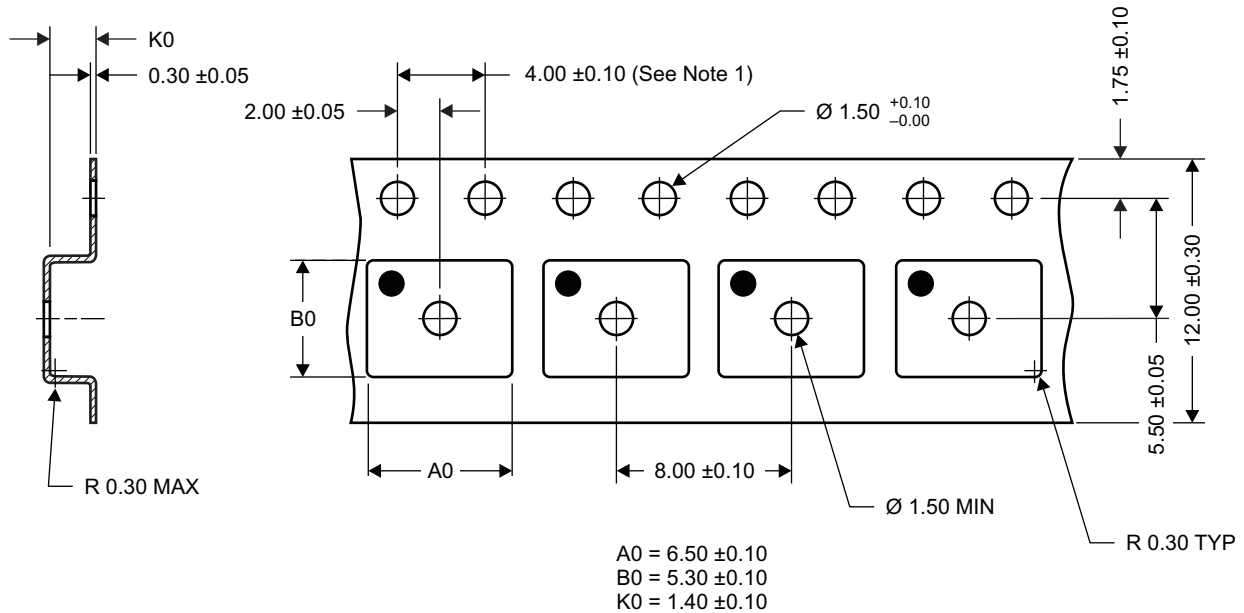 K0
0.30 ±0.05
4.00 ±0.10 (See Note 1)
2.00 ±0.05
Ø 1.50 +0.10 –0.00
1.75 ±0.10
B0
12.00 ±0.30
5.50 ±0.05
A0
8.00 ±0.10
R 0.30 MAX
Ø 1.50 MIN
R 0.30 TYP
A0 = 6.50 ±0.10
B0 = 5.30 ±0.10
K0 = 1.40 ±0.10